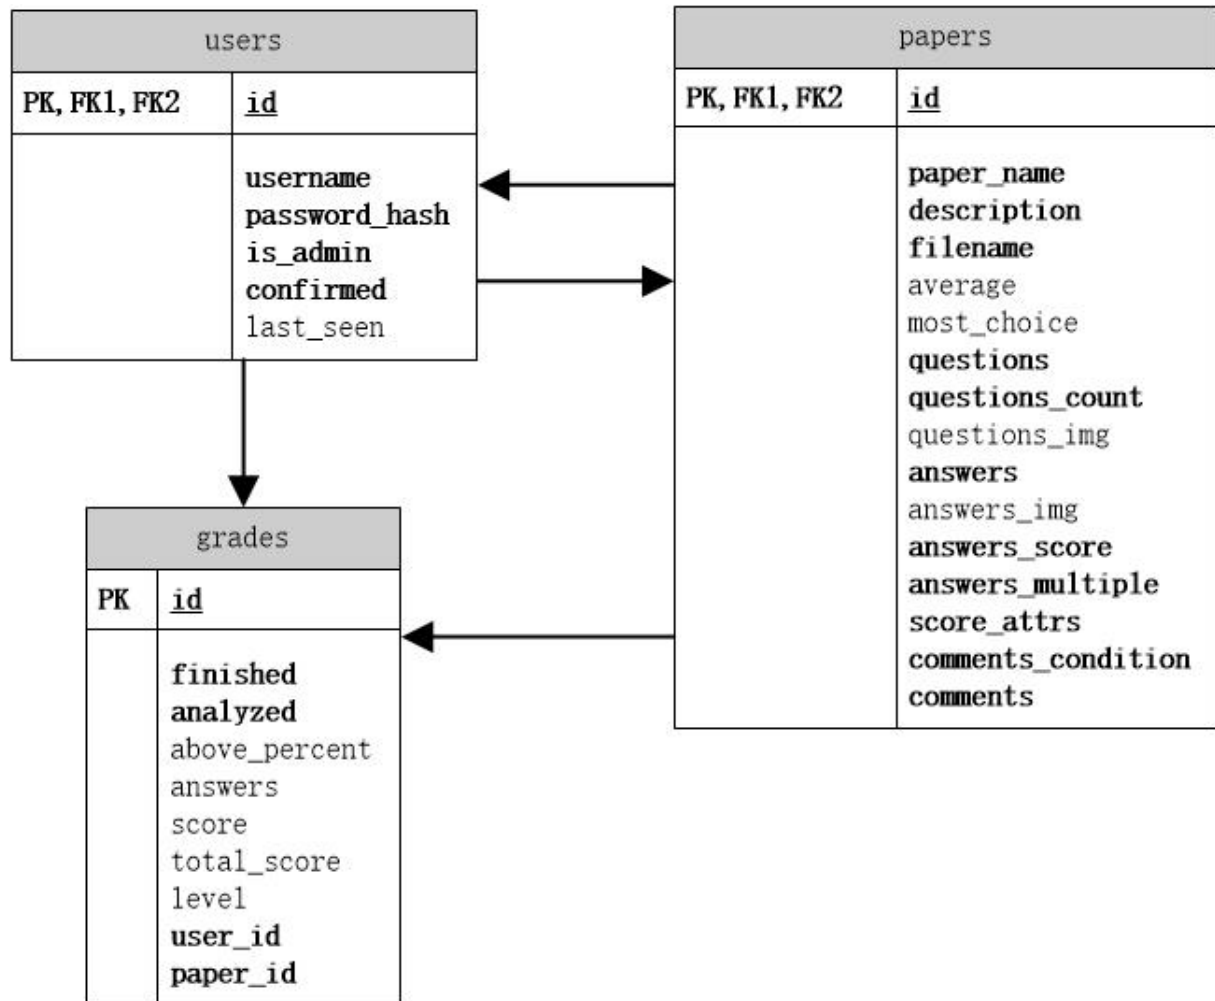 users
PK, FK1, FK2 id
username
password_hash
is_admin
confirmed
last_seen
papers
PK, FK1, FK2 id
paper_name
description
filename
average
most_choice
questions
questions_count
questions_img
answers
answers_img
answers_score
answers_multiple
score_attrs
comments_condition
comments
grades
PK id
finished
analyzed
above_percent
answers
score
total_score
level
user_id
paper_id